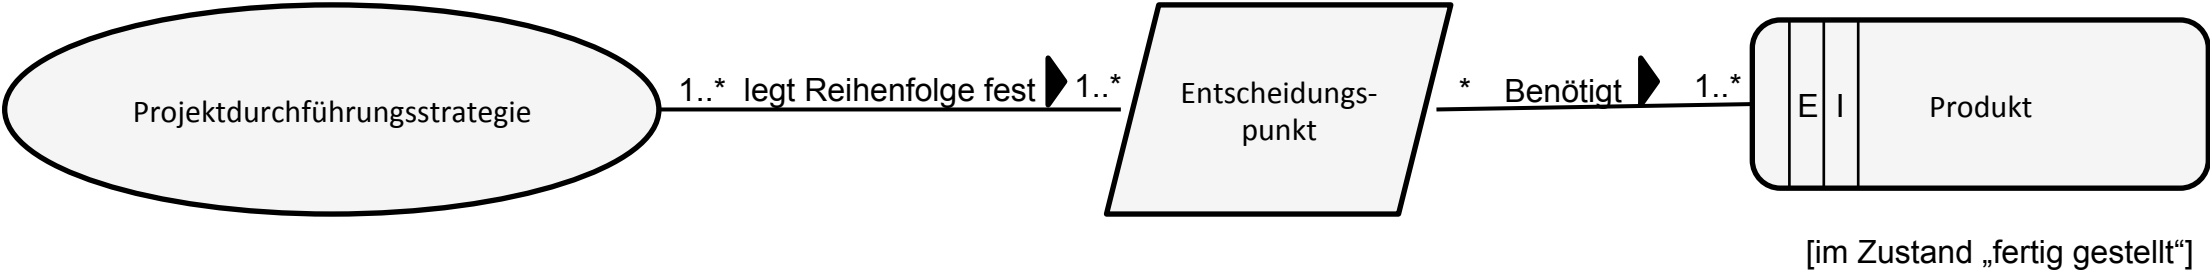 Projektdurchführungsstrategie
1..* legt Reihenfolge fest 1..*
Entscheidungs-
punkt
* Benötigt 1..*
E I Produkt
[im Zustand „fertig gestellt“]